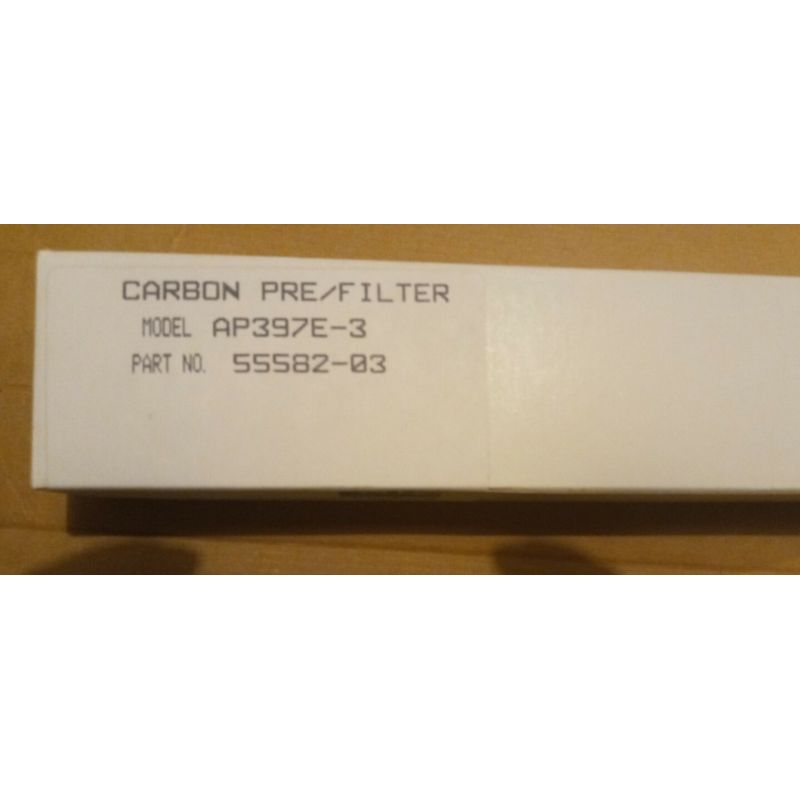 CARBON PRE/FILTER
MODEL AP397E-3
PART NO. 55582-03